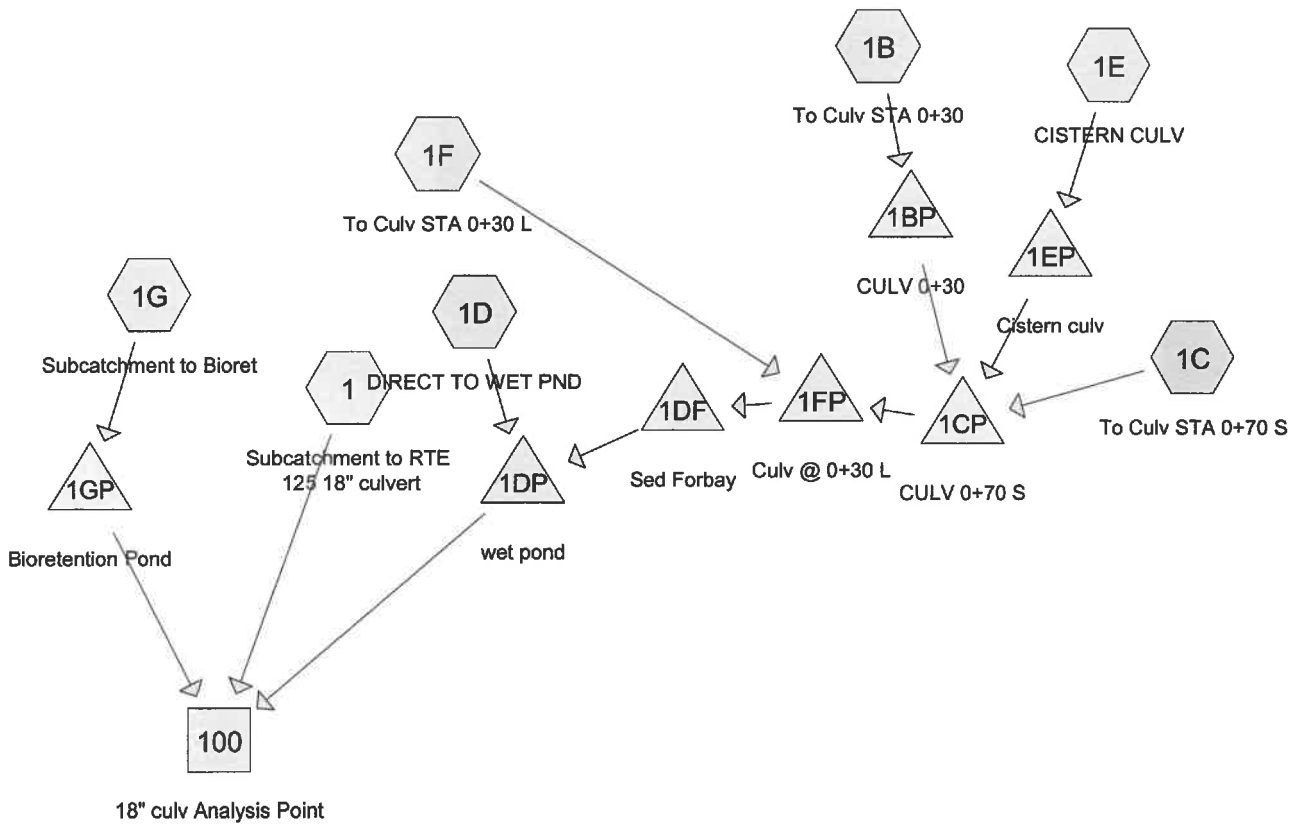 1B
To Culv STA 0+30
1E
CISTERN CULV
1F
To Culv STA 0+30 L
1BP
CULV 0+30
1EP
Cistern culv
1G
Subcatchment to Bioret
1D
DIRECT TO WET PND
1
Subcatchment to RTE
125 18" culvert
1C
To Culv STA 0+70 S
1DF
Sed Forbay
1FP
Culv @ 0+30 L
1CP
CULV 0+70 S
1GP
Bioretention Pond
1DP
wet pond
100
18" culv Analysis Point